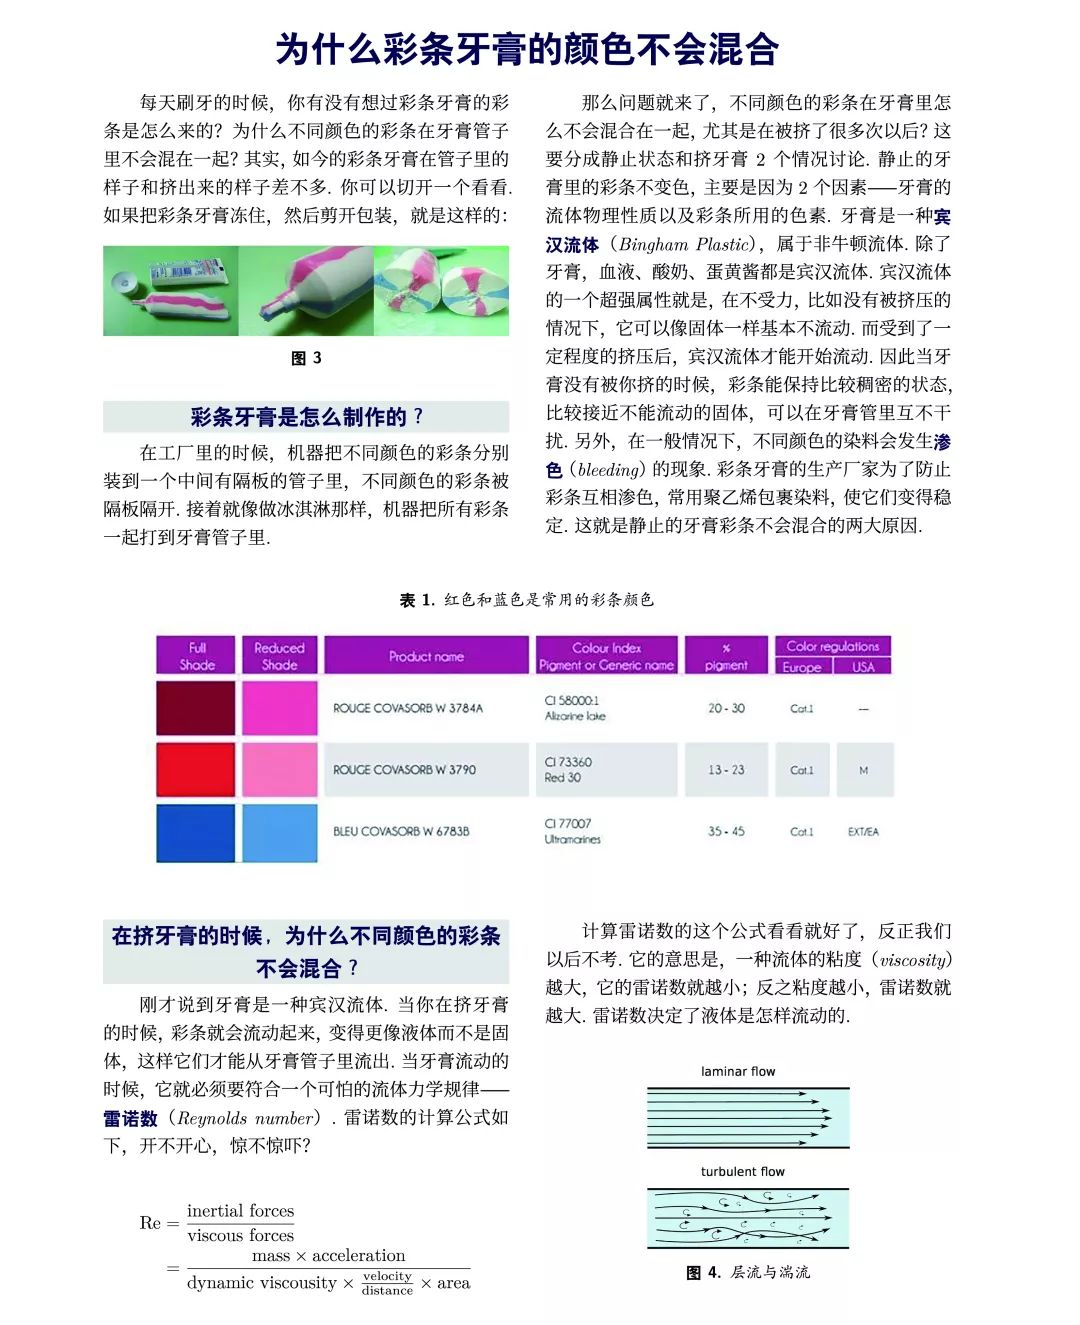 为什么彩条牙膏的颜色不会混合
每天刷牙的时候，你有没有想过彩条牙膏的彩
条是怎么来的？为什么不同颜色的彩条在牙膏管子
里不会混在一起？其实, 如今的彩条牙膏在管子里的
样子和挤出来的样子差不多. 你可以切开一个看看.
如果把彩条牙膏冻住，然后剪开包装，就是这样的：
图 3
彩条牙膏是怎么制作的？
在工厂里的时候，机器把不同颜色的彩条分别
装到一个中间有隔板的管子里，不同颜色的彩条被
隔板隔开. 接着就像做冰淇淋那样，机器把所有彩条
一起打到牙膏管子里.
那么问题就来了，不同颜色的彩条在牙膏里怎
么不会混合在一起, 尤其是在被挤了很多次以后？这
要分成静止状态和挤牙膏 2 个情况讨论. 静止的牙
膏里的彩条不变色，主要是因为 2 个因素——牙膏的
流体物理性质以及彩条所用的色素. 牙膏是一种宾
汉流体（Bingham Plastic），属于非牛顿流体. 除了
牙膏，血液、酸奶、蛋黄酱都是宾汉流体. 宾汉流体
的一个超强属性就是，在不受力，比如没有被挤压的
情况下，它可以像固体一样基本不流动. 而受到了一
定程度的挤压后，宾汉流体才能开始流动. 因此当牙
膏没有被你挤的时候，彩条能保持比较稠密的状态,
比较接近不能流动的固体，可以在牙膏管里互不干
扰. 另外，在一般情况下，不同颜色的染料会发生渗
色（bleeding）的现象. 彩条牙膏的生产厂家为了防止
彩条互相渗色，常用聚乙烯包裹染料，使它们变得稳
定. 这就是静止的牙膏彩条不会混合的两大原因.
表 1. 红色和蓝色是常用的彩条颜色
Full Shade
Reduced Shade
Product name
Colour Index Pigment or Generic name
% pigment
Color regulations
Europe USA
ROUGE COVASORB W 3784A CI 58000:1 Alizarine lake 20 - 30 Cat.1 —
ROUGE COVASORB W 3790 CI 73360 Red 30 13 - 23 Cat.1 M
BLEU COVASORB W 6783B CI 77007 Ultramarines 35 - 45 Cat.1 EXT/EA
在挤牙膏的时候，为什么不同颜色的彩条
不会混合？
刚才说到牙膏是一种宾汉流体. 当你在挤牙膏
的时候, 彩条就会流动起来，变得更像液体而不是固
体，这样它们才能从牙膏管子里流出. 当牙膏流动的
时候，它就必须要符合一个可怕的流体力学规律——
雷诺数（Reynolds number）. 雷诺数的计算公式如
下，开不开心，惊不惊吓？
Re = inertial forces / viscous forces
= mass × acceleration / dynamic viscousity × velocity / distance × area
计算雷诺数的这个公式看看就好了，反正我们
以后不考. 它的意思是，一种流体的粘度（viscosity）
越大，它的雷诺数就越小；反之粘度越小，雷诺数就
越大. 雷诺数决定了液体是怎样流动的.
laminar flow
turbulent flow
图 4. 层流与湍流